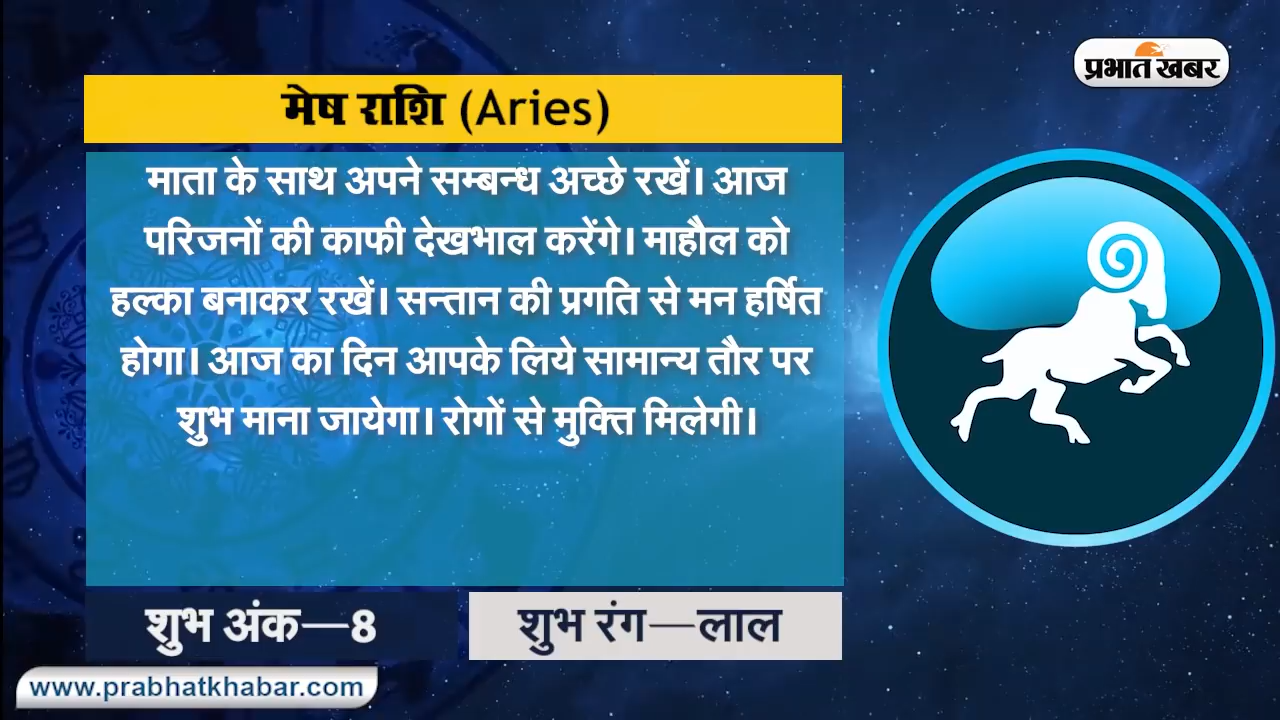 प्रभात खबर
मेष राशि (Aries)
माता के साथ अपने सम्बन्ध अच्छे रखें। आज
परिजनों की काफी देखभाल करेंगे। माहौल को
हल्का बनाकर रखें। सन्तान की प्रगति से मन हर्षित
होगा। आज का दिन आपके लिये सामान्य तौर पर
शुभ माना जायेगा। रोगों से मुक्ति मिलेगी।
शुभ अंक—8
शुभ रंग—लाल
www.prabhatkhabar.com